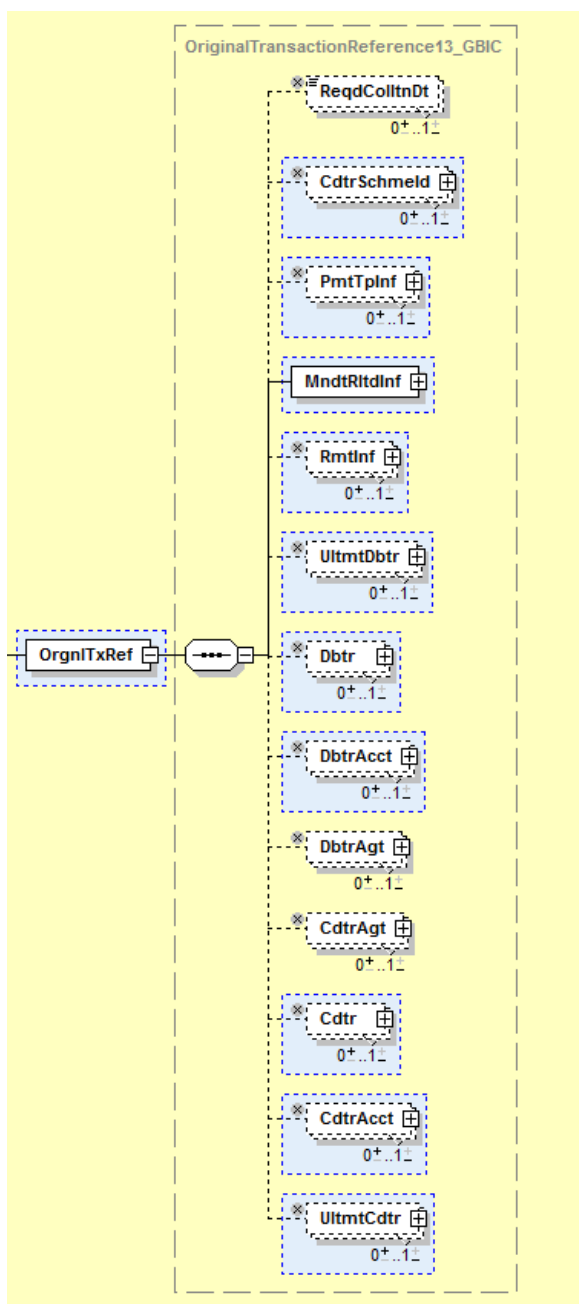 OriginalTransactionReference13_GBIC
ReqdColltnDt
0+..1±
CdtrSchmeId
0+..1±
PmtTpInf
0+..1±
MndtRltdInf
RmtInf
0+..1±
UltmtDbtr
0+..1±
OrgnlTxRef
Dbtr
0+..1±
DbtrAcct
0+..1±
DbtrAgt
0+..1±
CdtrAgt
0+..1±
Cdtr
0+..1±
CdtrAcct
0+..1±
UltmtCdtr
0+..1±